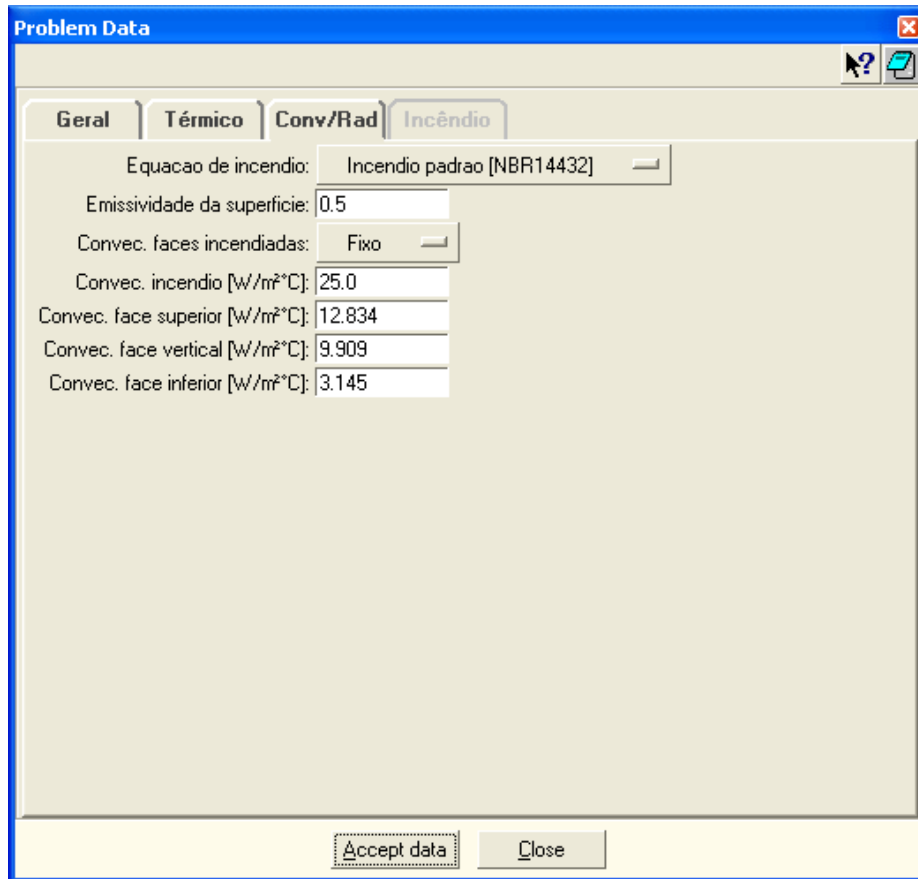 Problem Data
Geral Térmico Conv/Rad Incêndio
Equacao de incendio: Incendio padrao [NBR14432]
Emissividade da superficie: 0.5
Convec. faces incendiadas: Fixo
Convec. incendio [W/m²°C]: 25.0
Convec. face superior [W/m²°C]: 12.834
Convec. face vertical [W/m²°C]: 9.909
Convec. face inferior [W/m²°C]: 3.145
Accept data Close